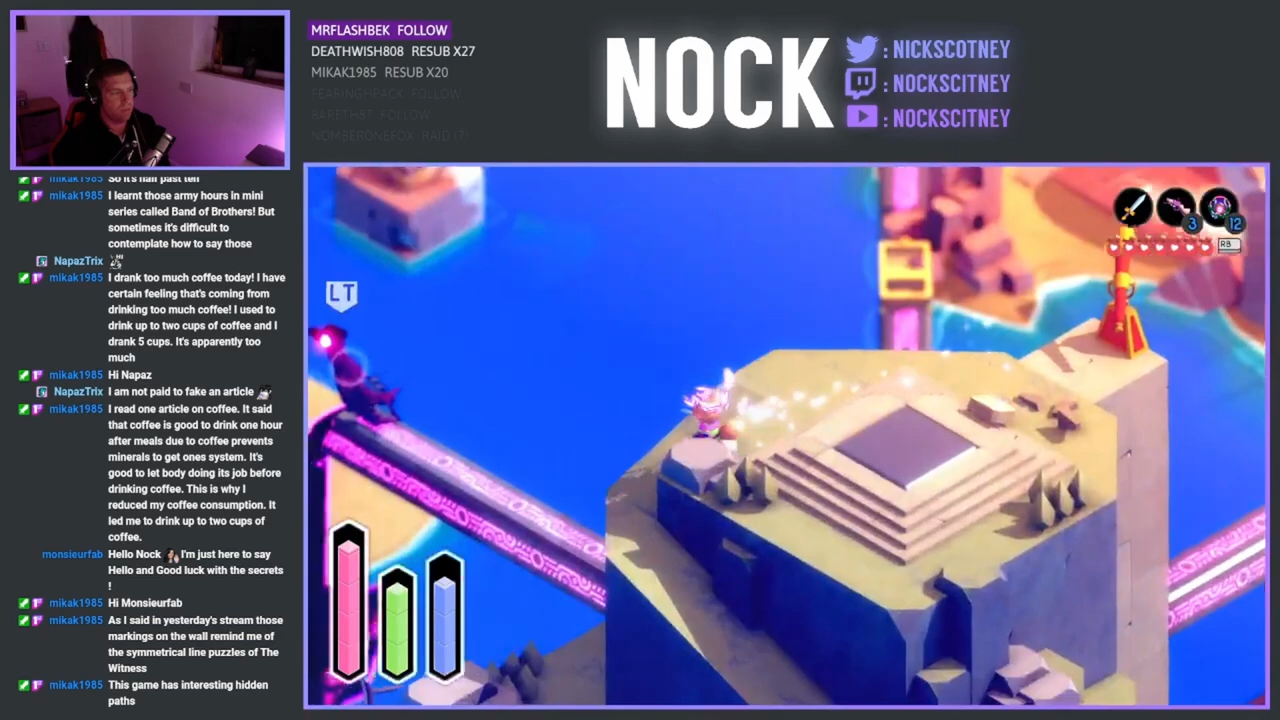 MRFLASHBEK FOLLOW
DEATHWISH808 RESUB X27
MIKAK1985 RESUB X20
FEARINGHPACK FOLLOW
BARETH8T FOLLOW
NOMBERONEFOX RAID (7)
NOCK
: NICKSCOTNEY
: NOCKSCITNEY
: NOCKSCITNEY
mikak1985 So it's half past ten
mikak1985 I learnt those army hours in mini
series called Band of Brothers! But
sometimes it's difficult to
contemplate how to say those
NapazTrix HI
mikak1985 I drank too much coffee today! I have
certain feeling that's coming from
drinking too much coffee! I used to
drink up to two cups of coffee and I
drank 5 cups. It's apparently too
much
mikak1985 Hi Napaz
NapazTrix I am not paid to fake an article
mikak1985 I read one article on coffee. It said
that coffee is good to drink one hour
after meals due to coffee prevents
minerals to get ones system. It's
good to let body doing its job before
drinking coffee. This is why I
reduced my coffee consumption. It
led me to drink up to two cups of
coffee.
monsieurfab Hello Nock I'm just here to say
Hello and Good luck with the secrets
!
mikak1985 Hi Monsieurfab
mikak1985 As I said in yesterday's stream those
markings on the wall remind me of
the symmetrical line puzzles of The
Witness
mikak1985 This game has interesting hidden
paths
LT
3
12
RB